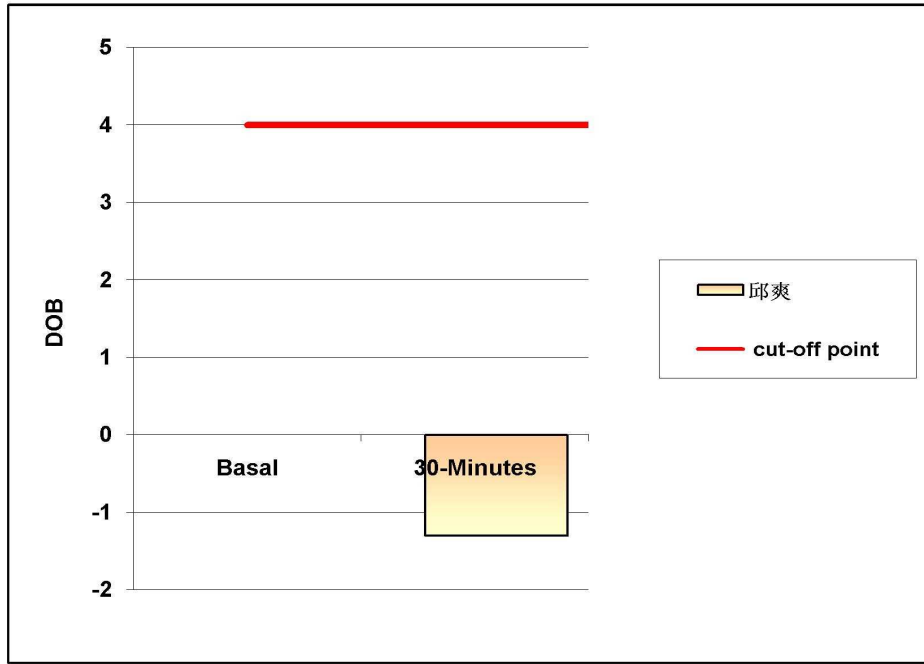 5
4
3
2
1
0
-1
-2
DOB
Basal
30-Minutes
邱爽
cut-off point